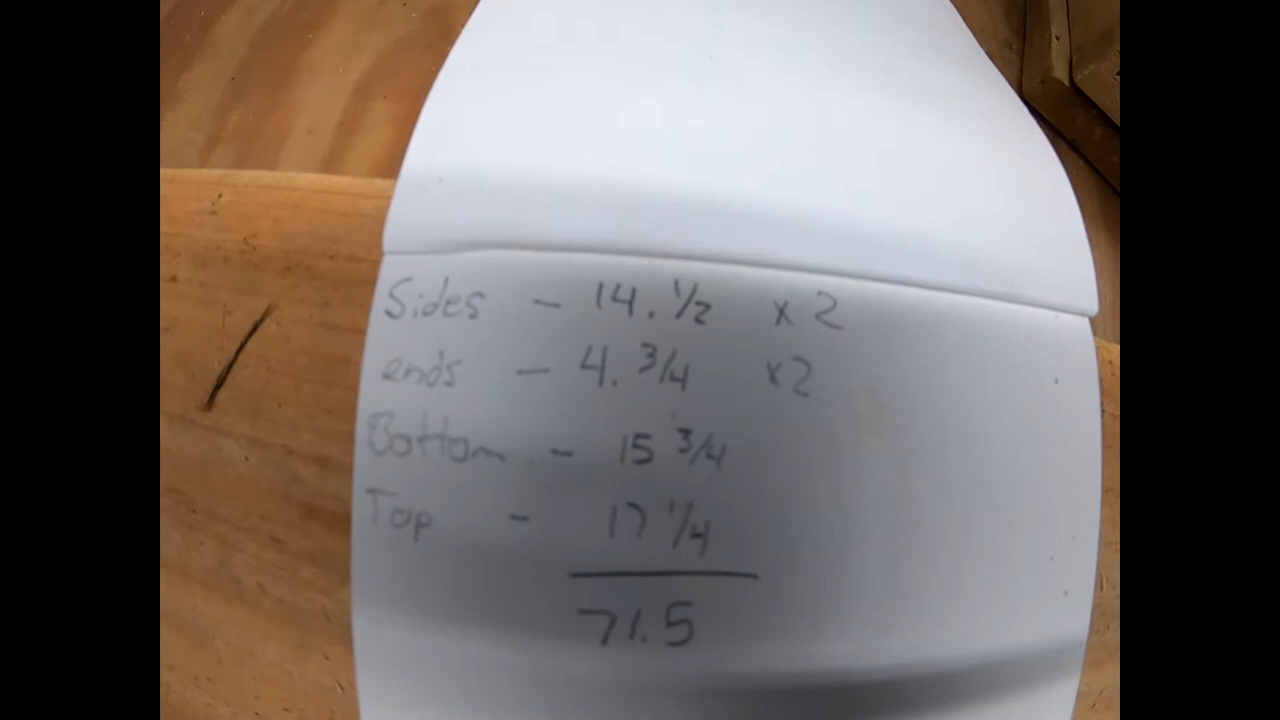 Sides - 14. 1/2 x 2
ends - 4. 3/4 x2
Bottom - 15 3/4
Top - 17 1/4
71.5